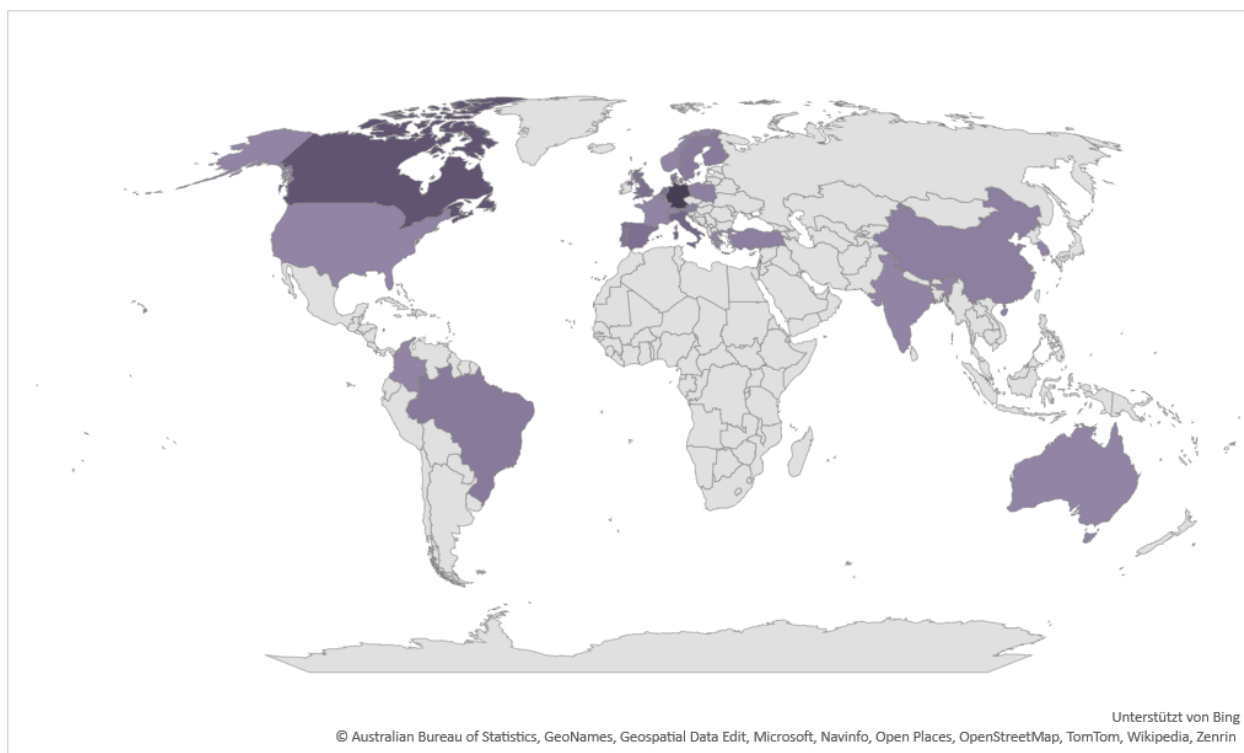 Unterstützt von Bing
© Australian Bureau of Statistics, GeoNames, Geospatial Data Edit, Microsoft, Navinfo, Open Places, OpenStreetMap, TomTom, Wikipedia, Zenrin